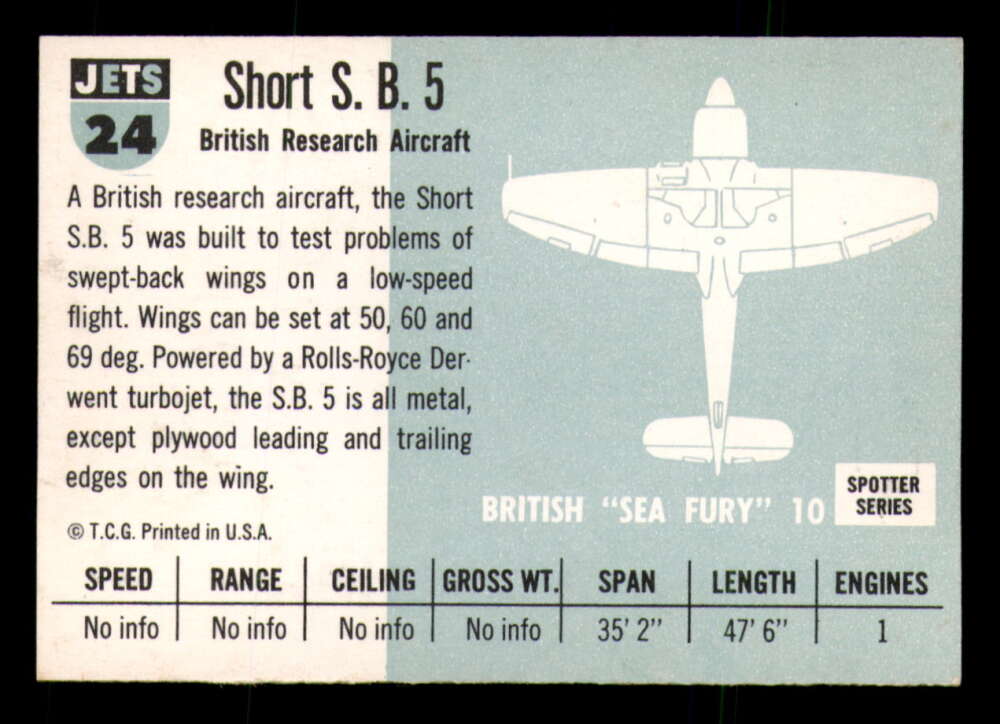 JETS
24
Short S. B. 5
British Research Aircraft
A British research aircraft, the Short
S.B. 5 was built to test problems of
swept-back wings on a low-speed
flight. Wings can be set at 50, 60 and
69 deg. Powered by a Rolls-Royce Der-
went turbojet, the S.B. 5 is all metal,
except plywood leading and trailing
edges on the wing.
© T.C.G. Printed in U.S.A.
BRITISH "SEA FURY" 10
SPOTTER
SERIES
SPEED RANGE CEILING GROSS WT. SPAN LENGTH ENGINES
No info No info No info No info 35' 2" 47' 6" 1